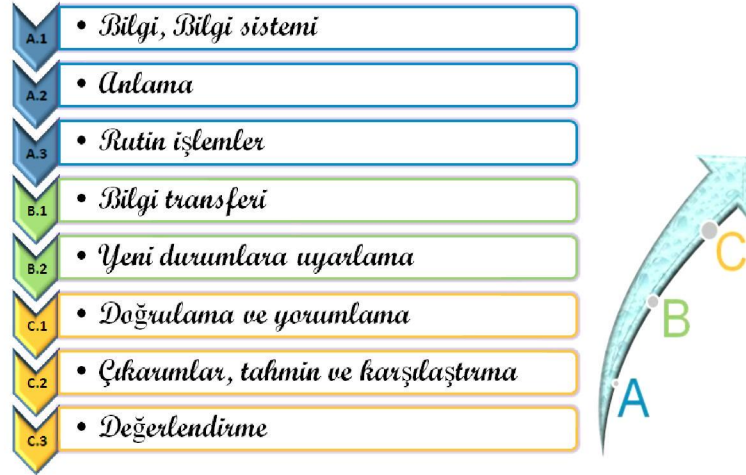 A.1 • Bilgi, Bilgi sistemi
A.2 • Anlama
A.3 • Rutin işlemler
B.1 • Bilgi transferi
B.2 • Yeni durumlara uyarlama
C.1 • Doğrulama ve yorumlama
C.2 • Çıkarımlar, tahmin ve karşılaştırma
C.3 • Değerlendirme
C
B
A